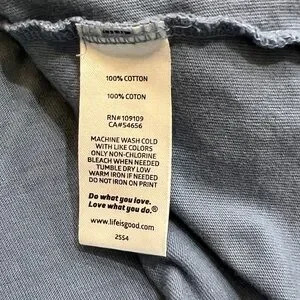 100% COTTON
100% COTON
RN#109109
CA#54656
MACHINE WASH COLD
WITH LIKE COLORS
ONLY NON-CHLORINE
BLEACH WHEN NEEDED
TUMBLE DRY LOW
WARM IRON IF NEEDED
DO NOT IRON ON PRINT
Do what you love.
Love what you do.®
www.lifeisgood.com
2554